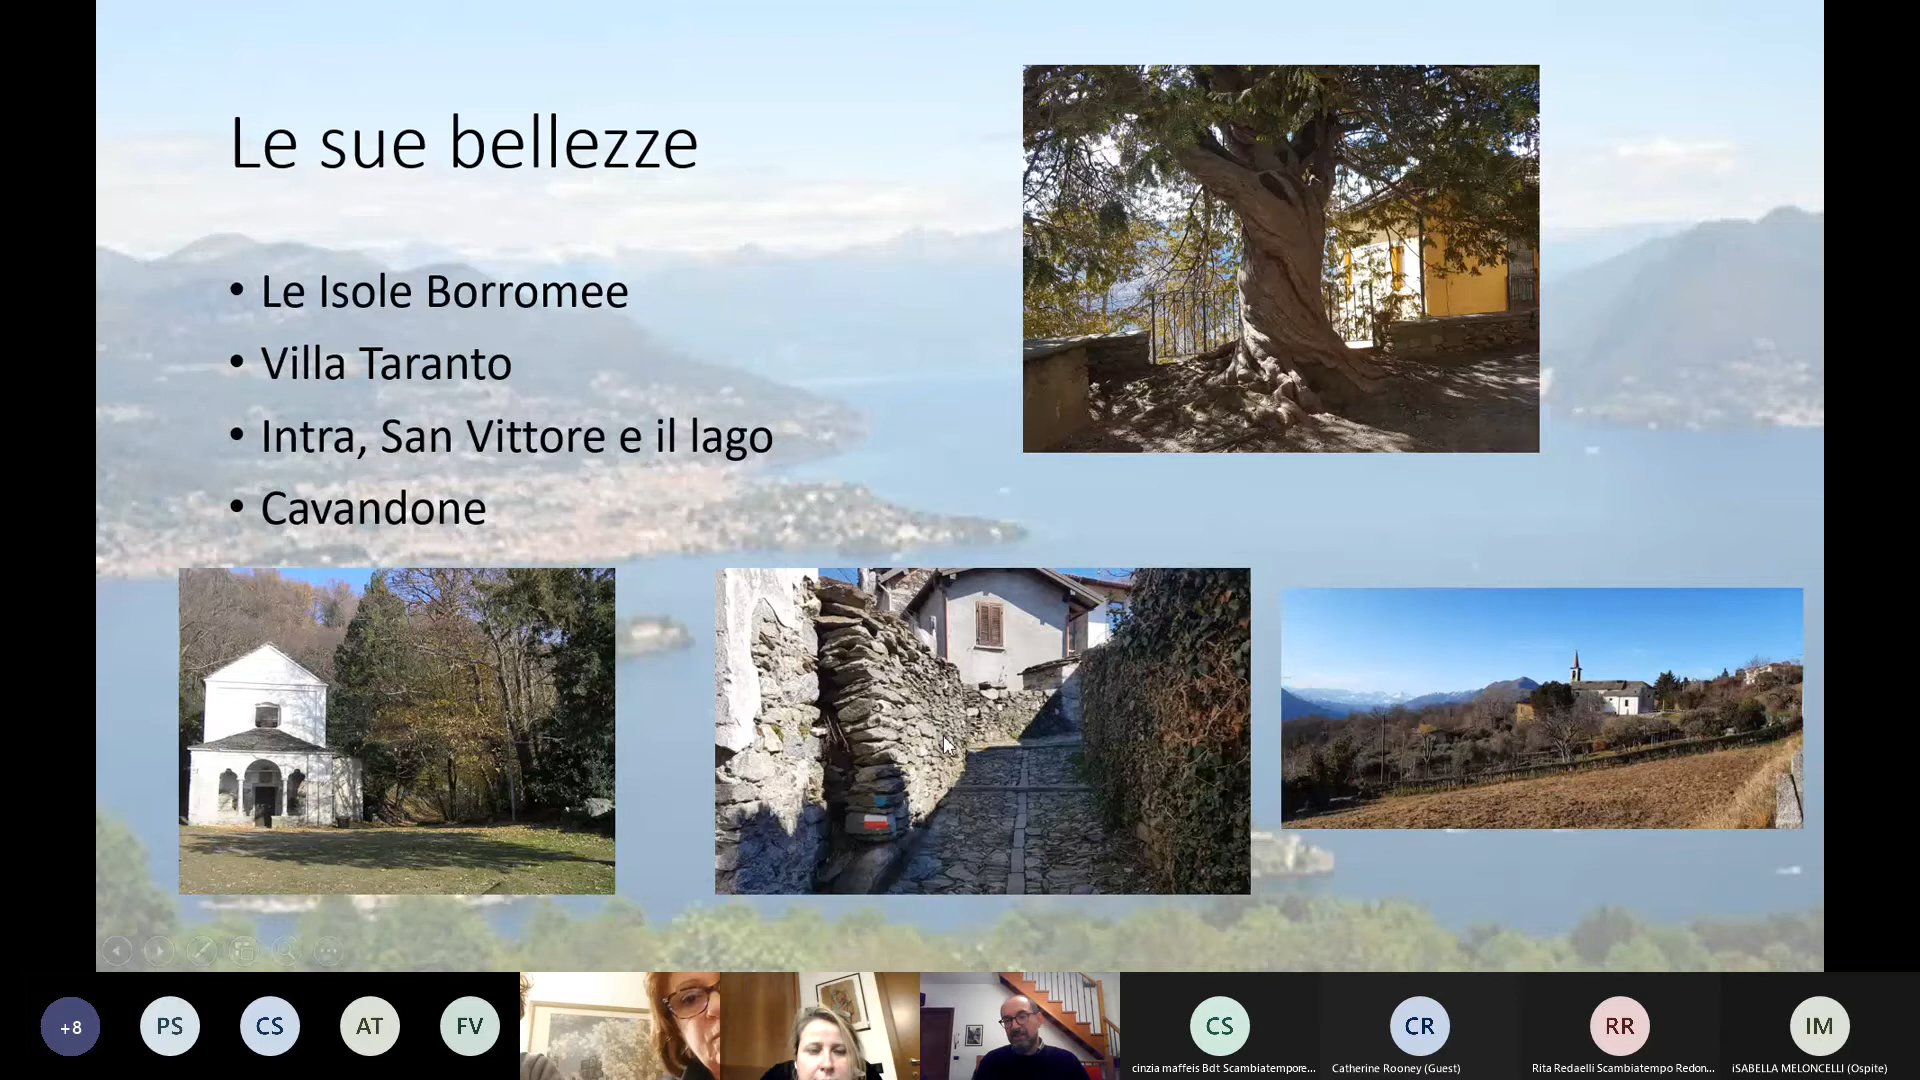 Le sue bellezze
• Le Isole Borromee
• Villa Taranto
• Intra, San Vittore e il lago
• Cavandone
+8
PS
CS
AT
FV
CS
CR
RR
IM
cinzia maffeis Bdt Scambiatempore...
Catherine Rooney (Guest)
Rita Redaelli Scambiatempo Redon...
iSABELLA MELONCELLI (Ospite)